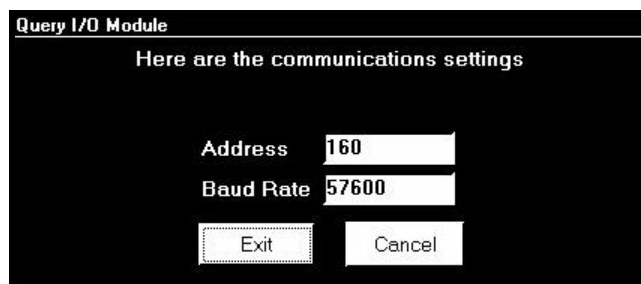 Query I/O Module
Here are the communications settings
Address 160
Baud Rate 57600
Exit Cancel